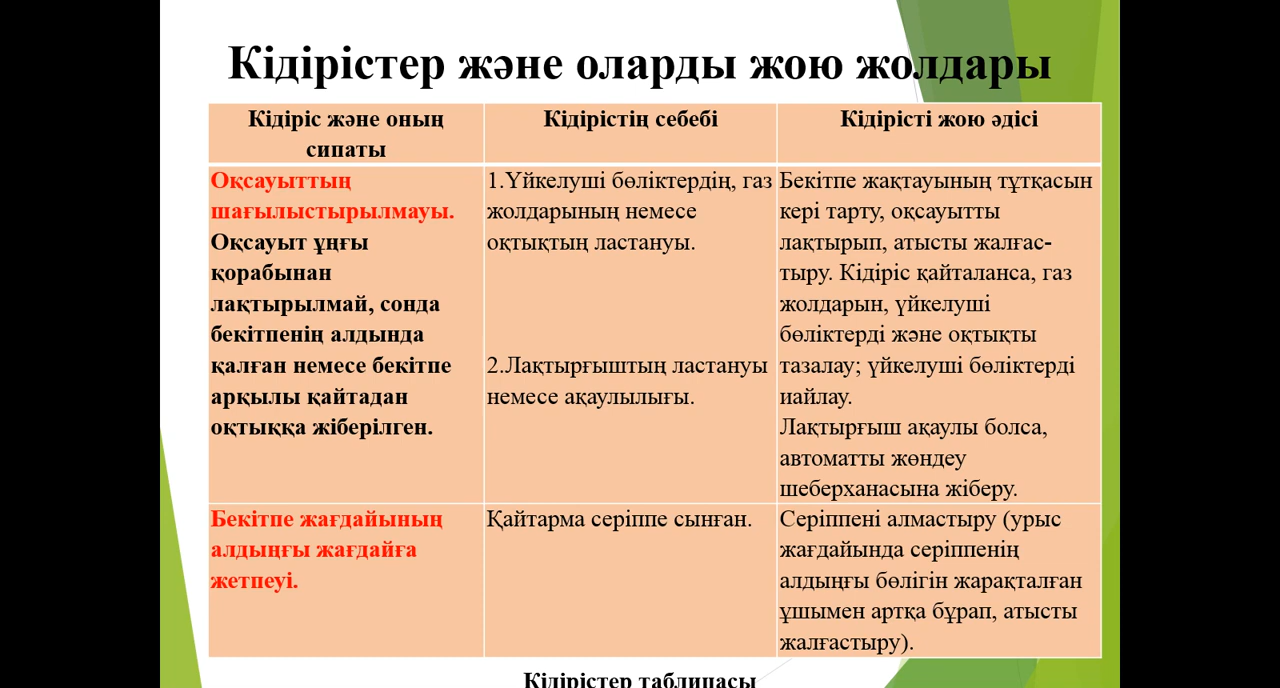 Кідірістер және оларды жою жолдары
Кідіріс және оның
сипаты
Кідірістің себебі
Кідірісті жою әдісі
Оқсауыттың
шағылыстырылмауы.
Оқсауыт ұңғы
қорабынан
лақтырылмай, сонда
бекітпенің алдында
қалған немесе бекітпе
арқылы қайтадан
оқтыққа жіберілген.
1.Үйкелуші бөліктердің, газ
жолдарының немесе
оқтықтың ластануы.
2.Лақтырғыштың ластануы
немесе ақаулылығы.
Бекітпе жақтауының тұтқасын
кері тарту, оқсауытты
лақтырып, атысты жалғас-
тыру. Кідіріс қайталанса, газ
жолдарын, үйкелуші
бөліктерді және оқтықты
тазалау; үйкелуші бөліктерді
иайлау.
Лақтырғыш ақаулы болса,
автоматты жөндеу
шеберханасына жіберу.
Бекітпе жағдайының
алдыңғы жағдайға
жетпеуі.
Қайтарма серіппе сынған.
Серіппені алмастыру (урыс
жағдайында серіппенің
алдыңғы бөлігін жарақталған
ұшымен артқа бұрап, атысты
жалғастыру).
Кідірістер таблицасы